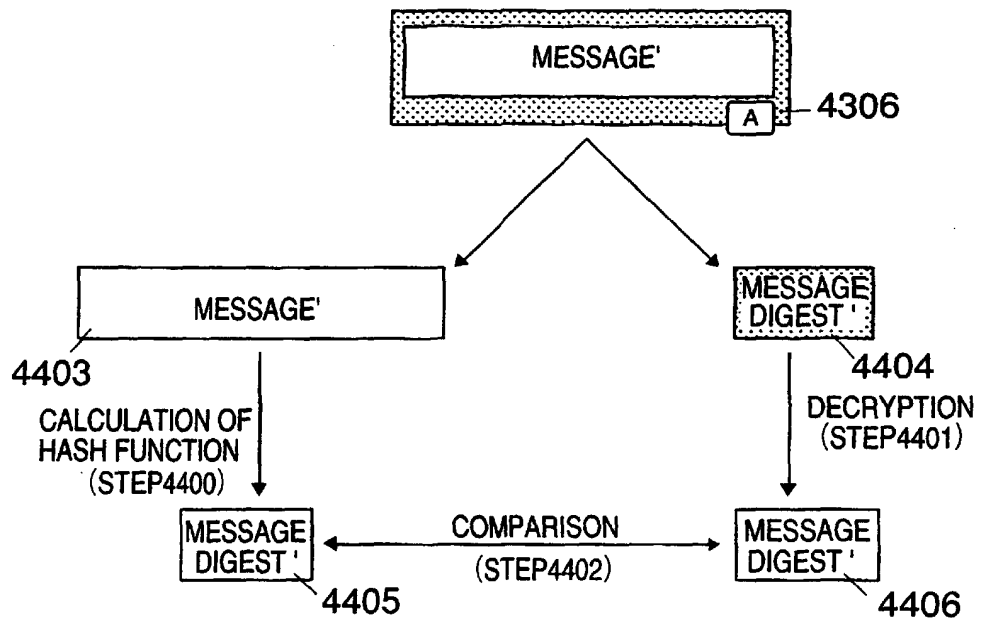 MESSAGE'
A
4306
MESSAGE'
4403
MESSAGE
DIGEST '
4404
CALCULATION OF
HASH FUNCTION
(STEP4400)
DECRYPTION
(STEP4401)
MESSAGE
DIGEST '
4405
COMPARISON
(STEP4402)
MESSAGE
DIGEST '
4406